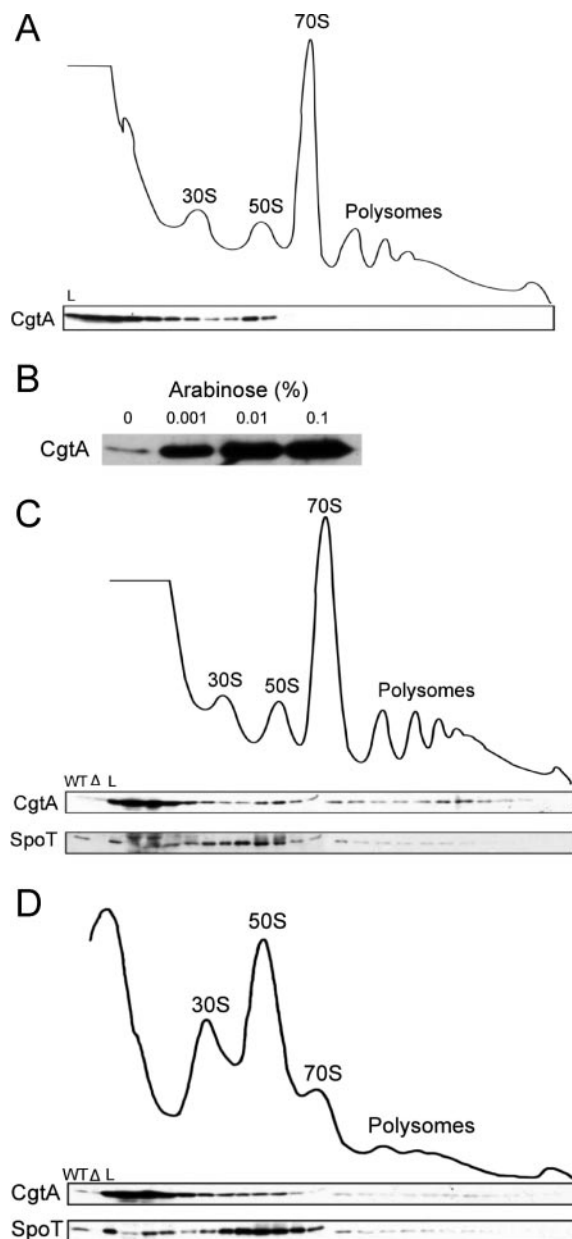 A
70S
30S
50S
Polysomes
L
CgtA
B
Arabinose (%)
0 0.001 0.01 0.1
CgtA
C
70S
30S
50S
Polysomes
WT Δ L
CgtA
SpoT
D
50S
30S
70S
Polysomes
WT Δ L
CgtA
SpoT